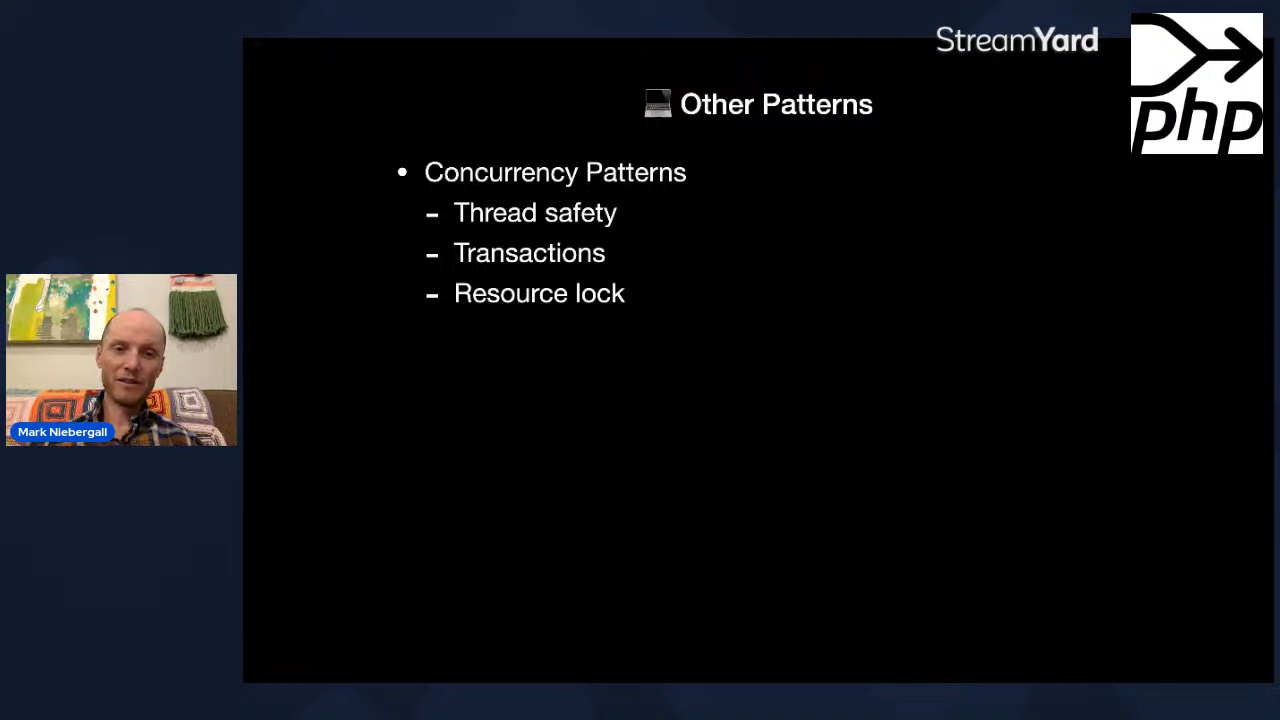 StreamYard
php
💻 Other Patterns
• Concurrency Patterns
- Thread safety
- Transactions
- Resource lock
Mark Niebergall